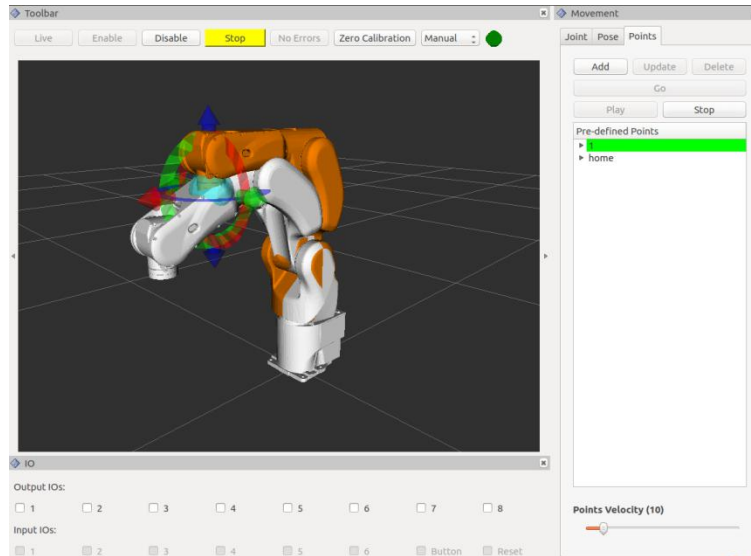 Toolbar
Live Enable Disable Stop No Errors Zero Calibration Manual
Movement
Joint Pose Points
Add Update Delete
Go
Play Stop
Pre-defined Points
1
home
Points Velocity (10)
IO
Output IOs:
1 2 3 4 5 6 7 8
Input IOs:
1 2 3 4 5 6 Button Reset